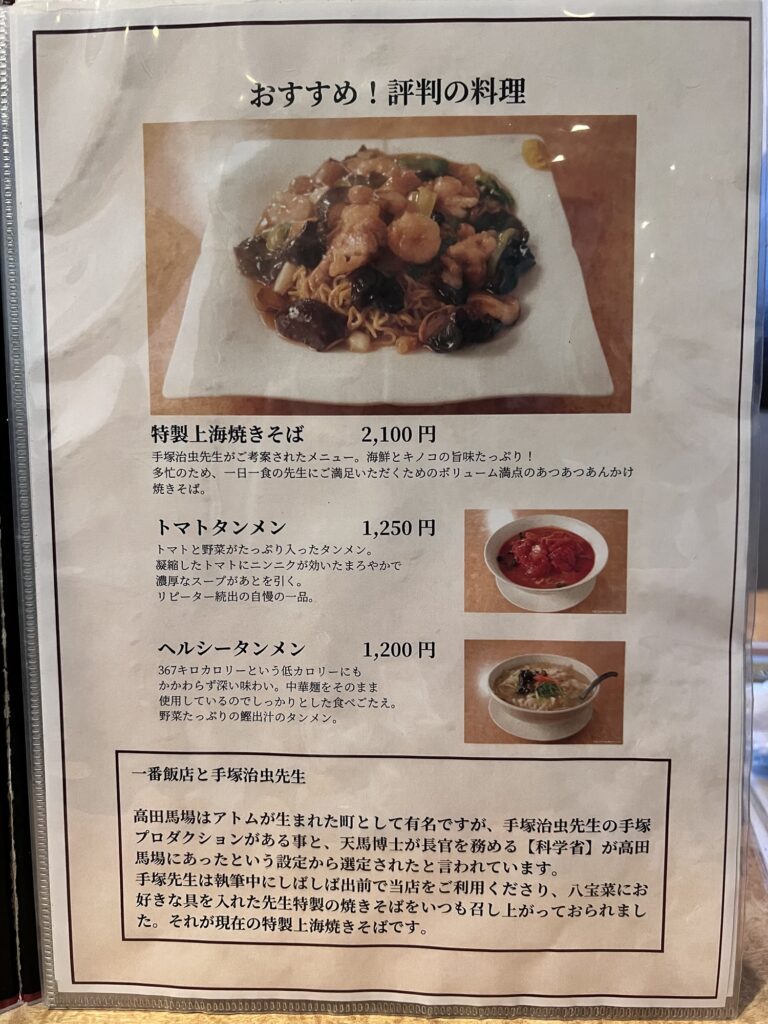 おすすめ！評判の料理
特製上海焼きそば 2,100 円
手塚治虫先生がご考案されたメニュー。海鮮とキノコの旨味たっぷり！
多忙のため、一日一食の先生にご満足いただくためのボリューム満点のあつあつあんかけ
焼きそば。
トマトタンメン 1,250 円
トマトと野菜がたっぷり入ったタンメン。
凝縮したトマトにニンニクが効いたまろやかで
濃厚なスープがあとを引く。
リピーター続出の自慢の一品。
ヘルシータンメン 1,200 円
367キロカロリーという低カロリーにも
かかわらず深い味わい。中華麺をそのまま
使用しているのでしっかりとした食べごたえ。
野菜たっぷりの鰹出汁のタンメン。
一番飯店と手塚治虫先生
高田馬場はアトムが生まれた町として有名ですが、手塚治虫先生の手塚
プロダクションがある事と、天馬博士が長官を務める【科学省】が高田
馬場にあったという設定から選定されたと言われています。
手塚先生は執筆中にしばしば出前で当店をご利用くださり、八宝菜にお
好きな具を入れた先生特製の焼きそばをいつも召し上がっておられまし
た。それが現在の特製上海焼きそばです。